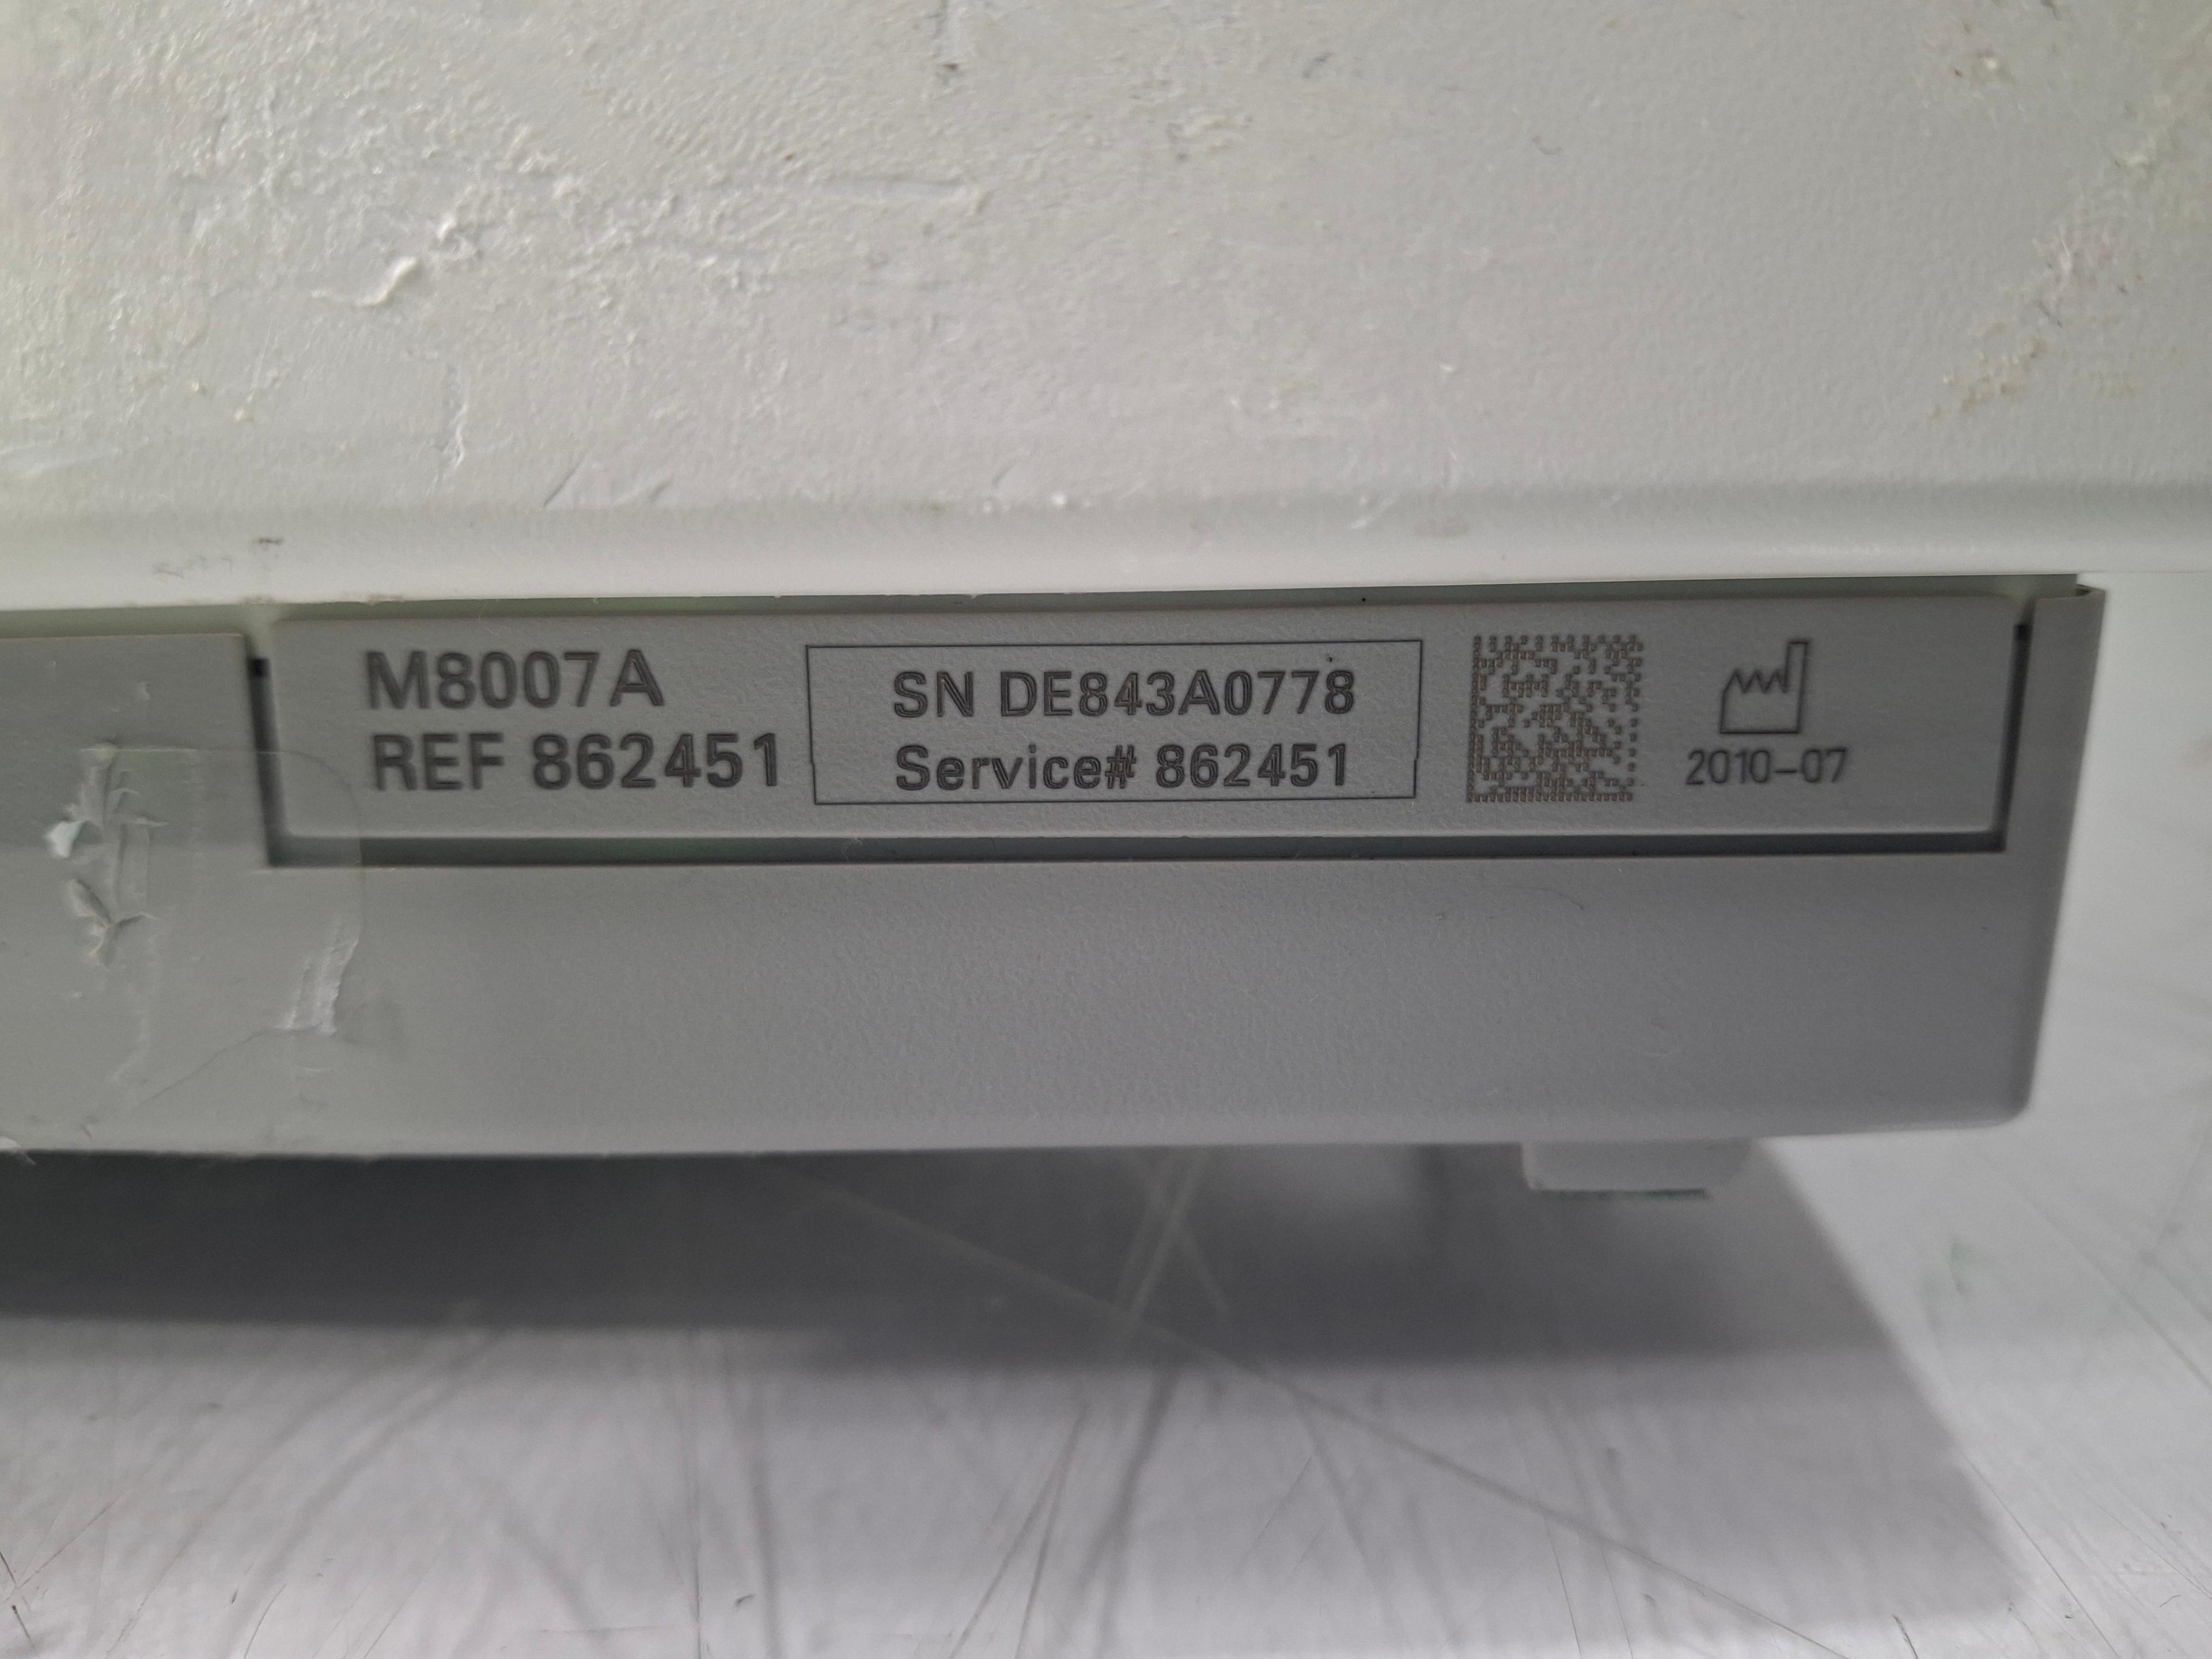 M8007A
REF 862451
SN DE843A0778
Service# 862451
2010-07